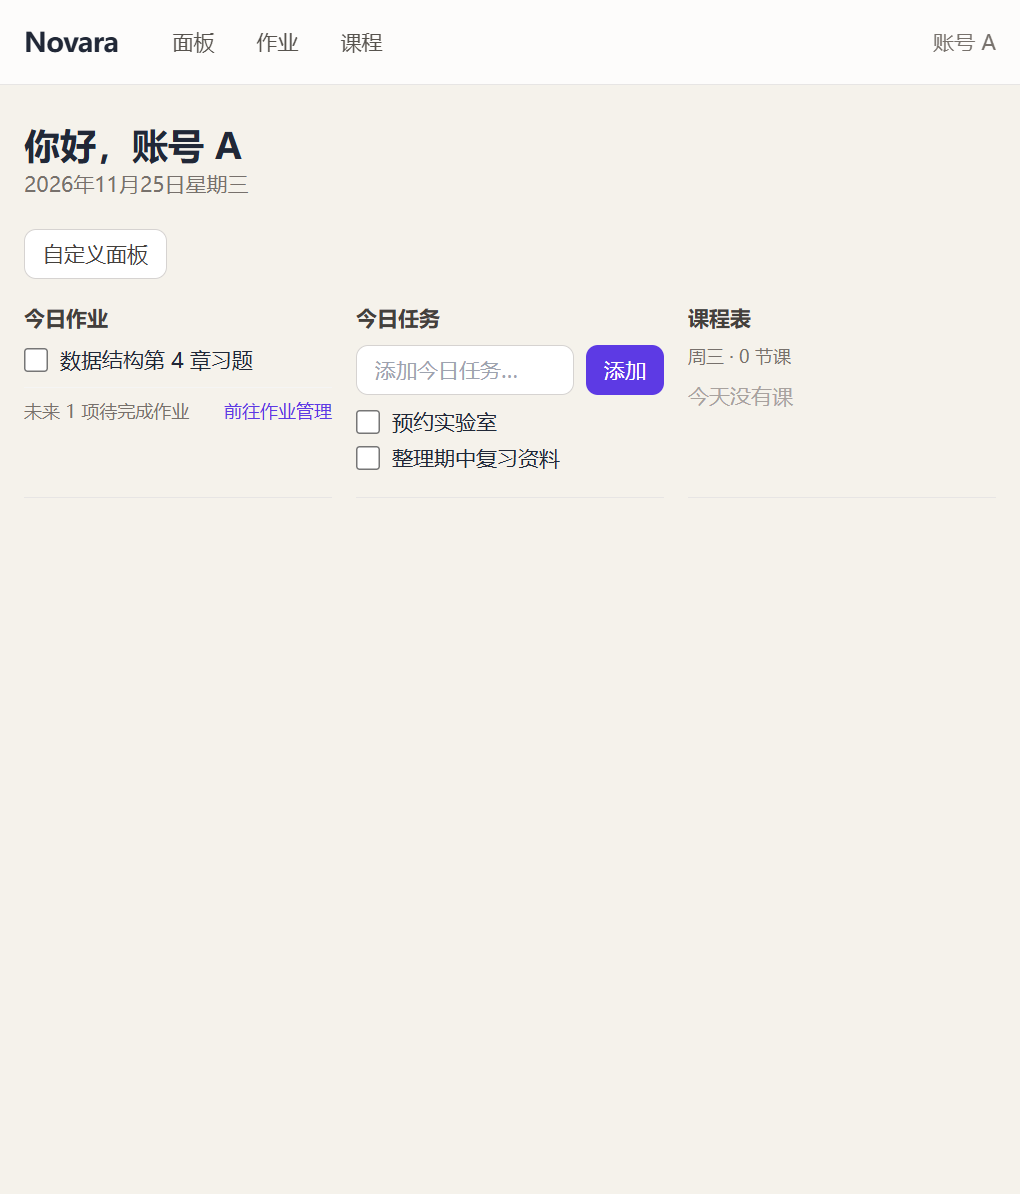 Novara 面板 作业 课程 账号 A
你好，账号 A
2026年11月25日星期三
自定义面板
今日作业
数据结构第 4 章习题
未来 1 项待完成作业 前往作业管理
今日任务
添加今日任务... 添加
预约实验室
整理期中复习资料
课程表
周三 · 0 节课
今天没有课